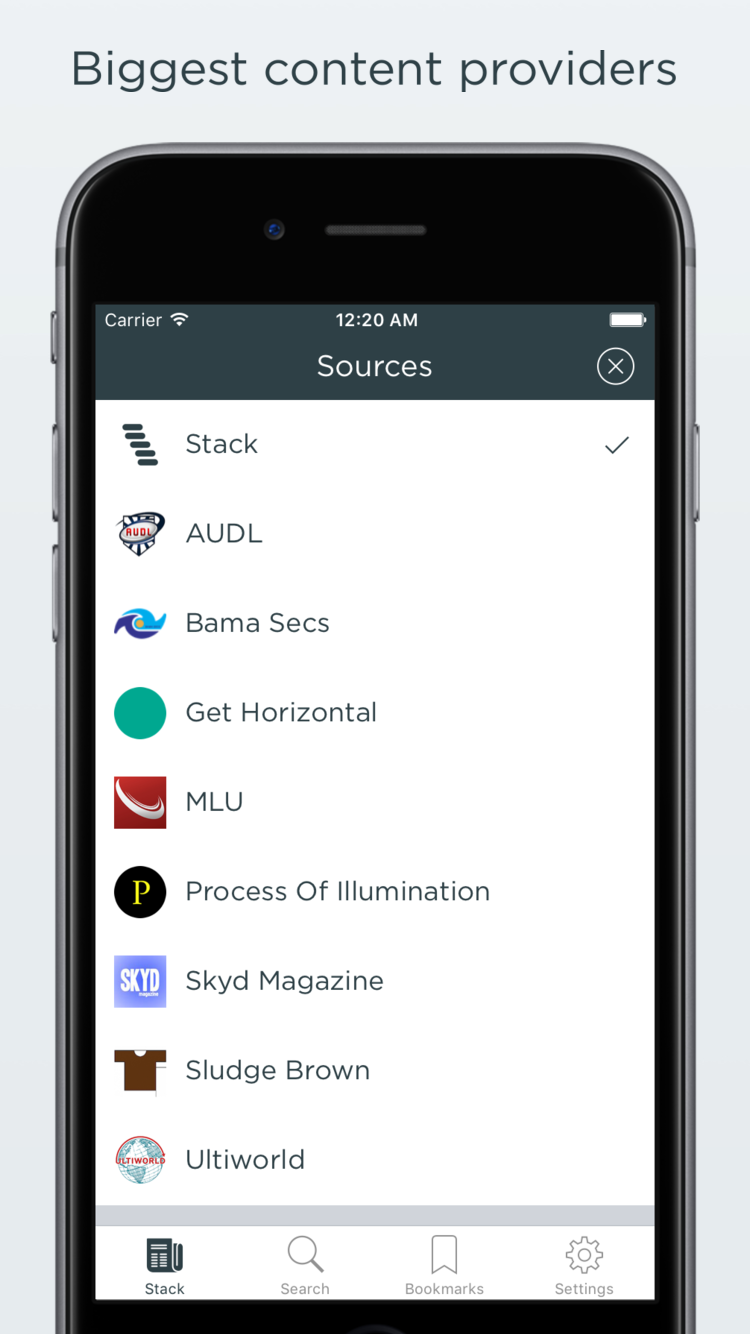 Biggest content providers
Carrier 12:20 AM
Sources
Stack
AUDL
AUDL
Bama Secs
Get Horizontal
MLU
P
Process Of Illumination
SKYD
magazine
Skyd Magazine
Sludge Brown
ULTIWORLD
Ultiworld
Stack Search Bookmarks Settings